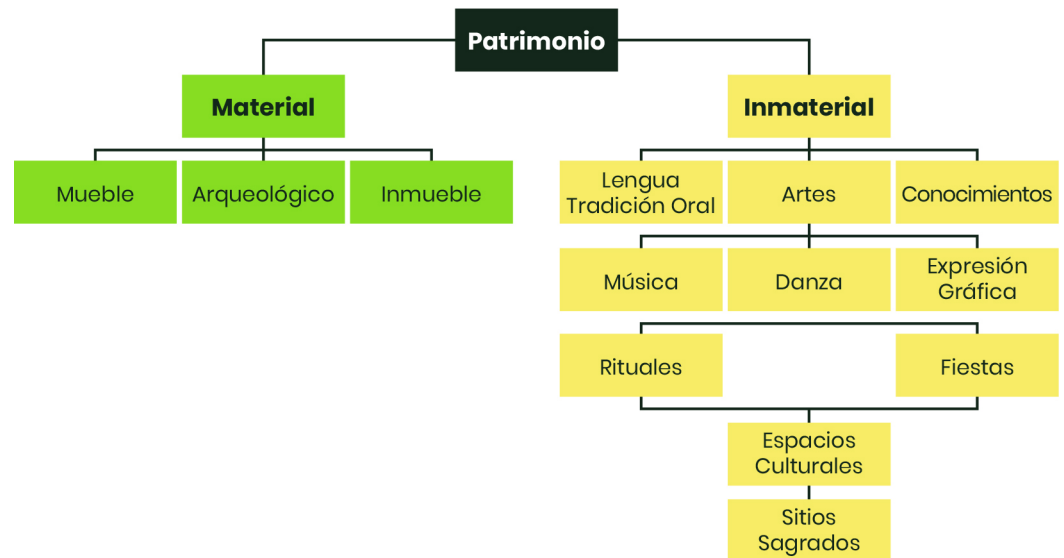 Patrimonio
Material
Inmaterial
Mueble
Arqueológico
Inmueble
Lengua
Tradición Oral
Artes
Conocimientos
Música
Danza
Expresión
Gráfica
Rituales
Fiestas
Espacios
Culturales
Sitios
Sagrados